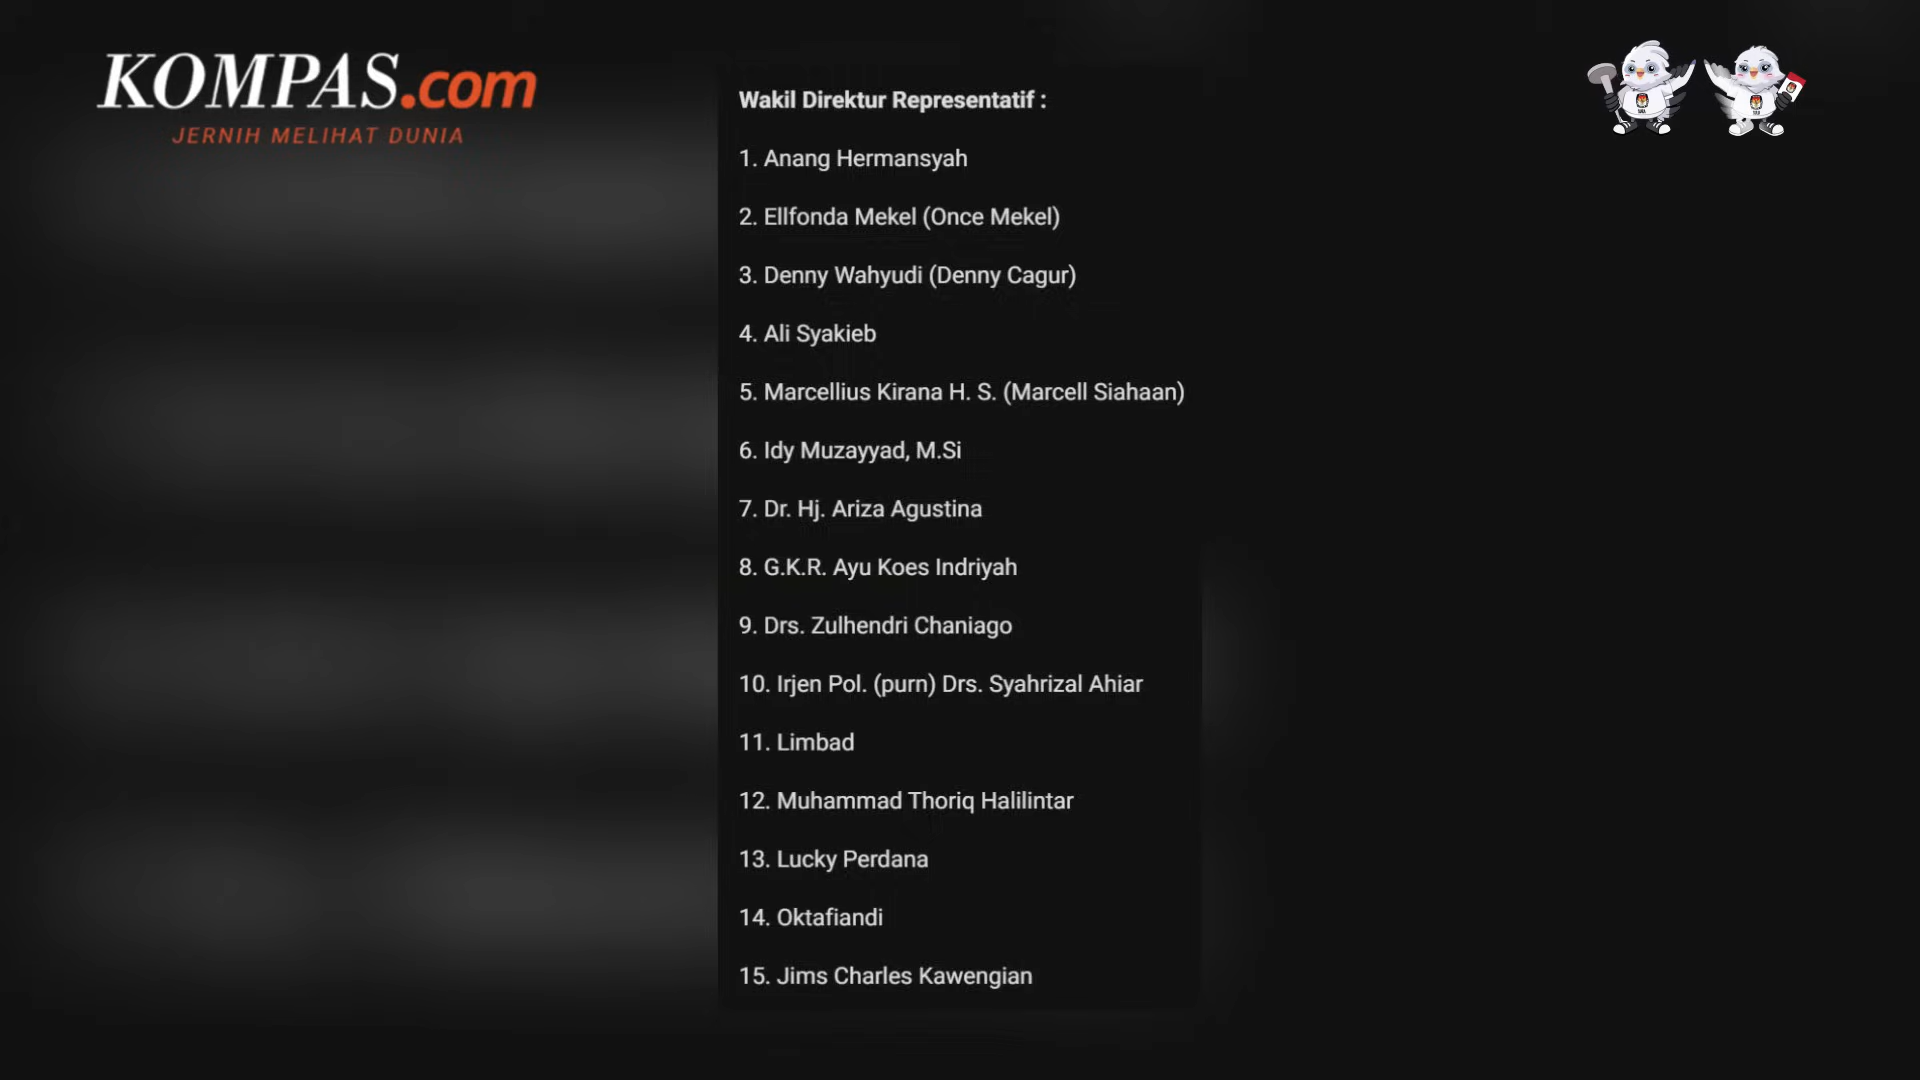 KOMPAS.com
JERNIH MELIHAT DUNIA
Wakil Direktur Representatif :
1. Anang Hermansyah
2. Ellfonda Mekel (Once Mekel)
3. Denny Wahyudi (Denny Cagur)
4. Ali Syakieb
5. Marcellius Kirana H. S. (Marcell Siahaan)
6. Idy Muzayyad, M.Si
7. Dr. Hj. Ariza Agustina
8. G.K.R. Ayu Koes Indriyah
9. Drs. Zulhendri Chaniago
10. Irjen Pol. (purn) Drs. Syahrizal Ahiar
11. Limbad
12. Muhammad Thoriq Halilintar
13. Lucky Perdana
14. Oktafiandi
15. Jims Charles Kawengian